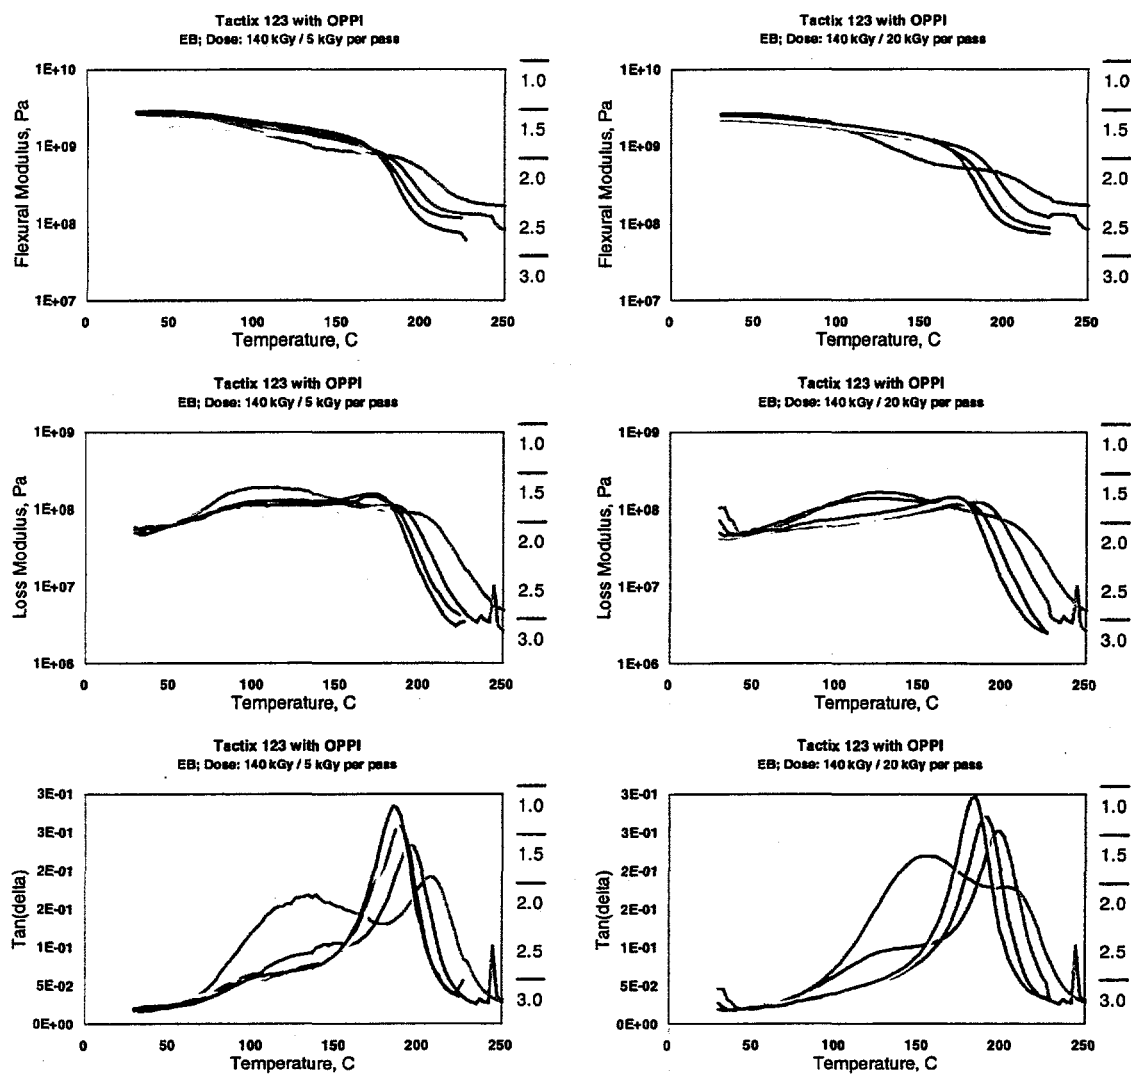 Tactix 123 with OPPI
EB; Dose: 140 kGy / 5 kGy per pass
1E+10
1E+09
1E+08
1E+07
Flexural Modulus, Pa
0
50
100
150
200
250
Temperature, C
1.0
1.5
2.0
2.5
3.0
Tactix 123 with OPPI
EB; Dose: 140 kGy / 20 kGy per pass
1E+10
1E+09
1E+08
1E+07
Flexural Modulus, Pa
0
50
100
150
200
250
Temperature, C
1.0
1.5
2.0
2.5
3.0
Tactix 123 with OPPI
EB; Dose: 140 kGy / 5 kGy per pass
1E+09
1E+08
1E+07
1E+06
Loss Modulus, Pa
0
50
100
150
200
250
Temperature, C
1.0
1.5
2.0
2.5
3.0
Tactix 123 with OPPI
EB; Dose: 140 kGy / 20 kGy per pass
1E+09
1E+08
1E+07
1E+06
Loss Modulus, Pa
0
50
100
150
200
250
Temperature, C
1.0
1.5
2.0
2.5
3.0
Tactix 123 with OPPI
EB; Dose: 140 kGy / 5 kGy per pass
3E-01
3E-01
2E-01
2E-01
1E-01
5E-02
0E+00
Tan(delta)
0
50
100
150
200
250
Temperature, C
1.0
1.5
2.0
2.5
3.0
Tactix 123 with OPPI
EB; Dose: 140 kGy / 20 kGy per pass
3E-01
3E-01
2E-01
2E-01
1E-01
5E-02
0E+00
Tan(delta)
0
50
100
150
200
250
Temperature, C
1.0
1.5
2.0
2.5
3.0